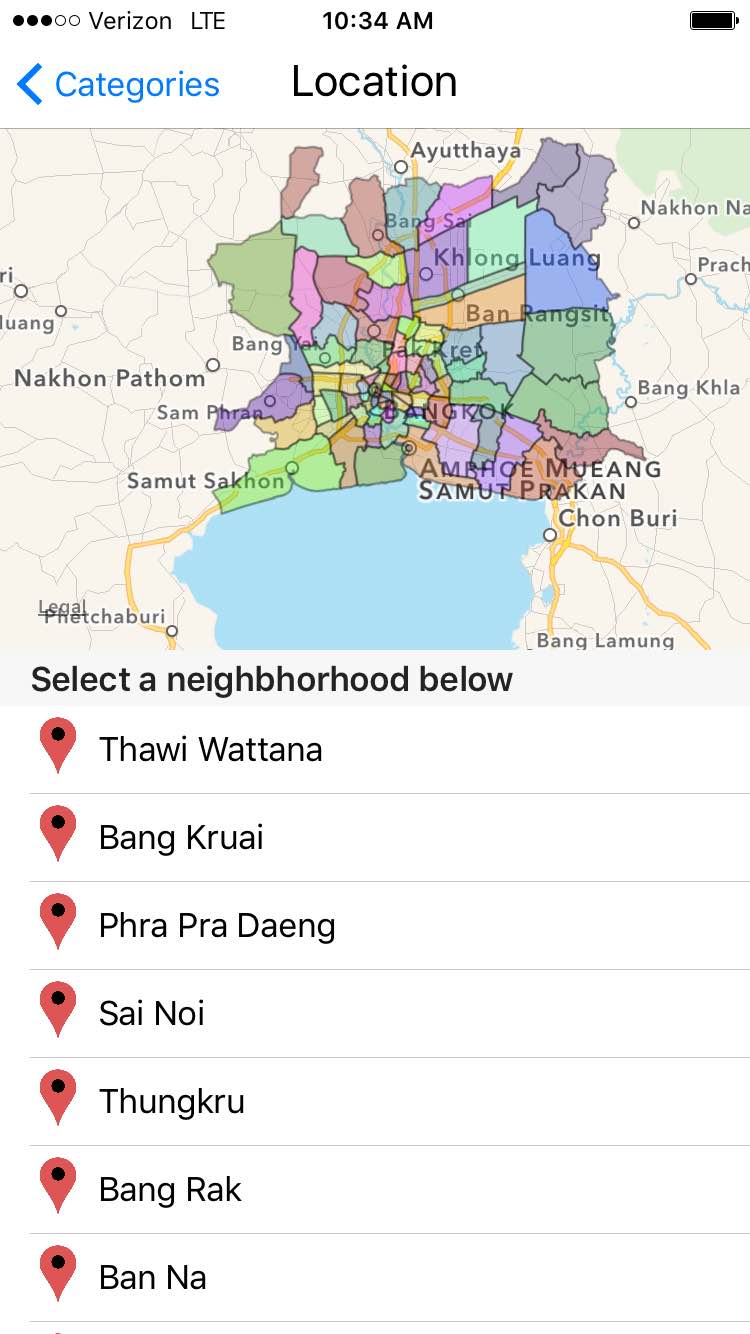 Verizon LTE 10:34 AM
Categories Location
Ayutthaya
Nakhon Na
Bang Sai
Khlong Luang
Prach
ri
luang
Ban Rangsit
Bang Yai
Pak Kret
Nakhon Pathom
Bang Khla
Sam Phran
BANGKOK
AMPHOE MUEANG
SAMUT PRAKAN
Samut Sakhon
Chon Buri
Legal
Phetchaburi
Bang Lamung
Select a neighbhorhood below
Thawi Wattana
Bang Kruai
Phra Pra Daeng
Sai Noi
Thungkru
Bang Rak
Ban Na